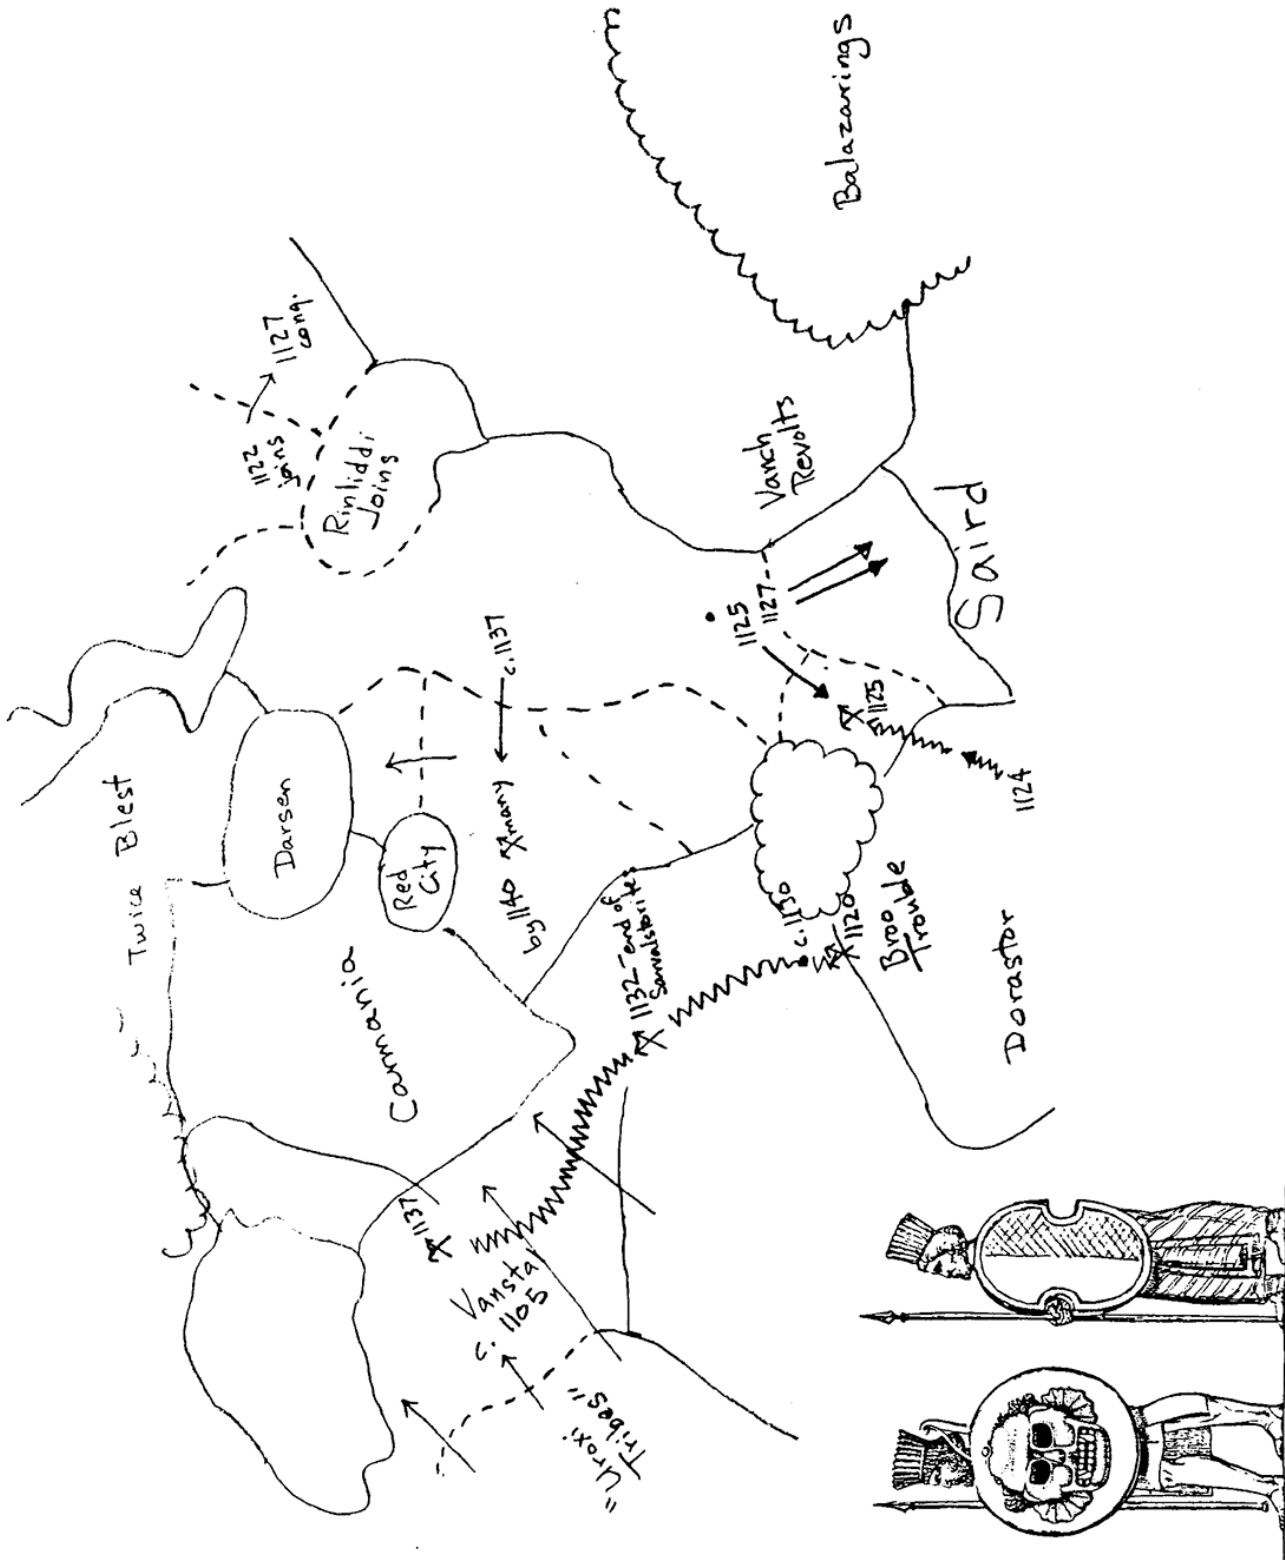 Twice Blest
Darsen
Red
City
Carmania
1122
joins
1127
conq.
Rinliddi
Joins
c.1137
by 1140 X many
1137
X
Vanstal
c. 1105
"Uroxi
Tribes"
X 1132 - end of
c. 1130
X 1120
Broo
Trouble
Dorastor
1124
X
1125
1125
1127
Vanch
Revolts
Saird
Balazarings